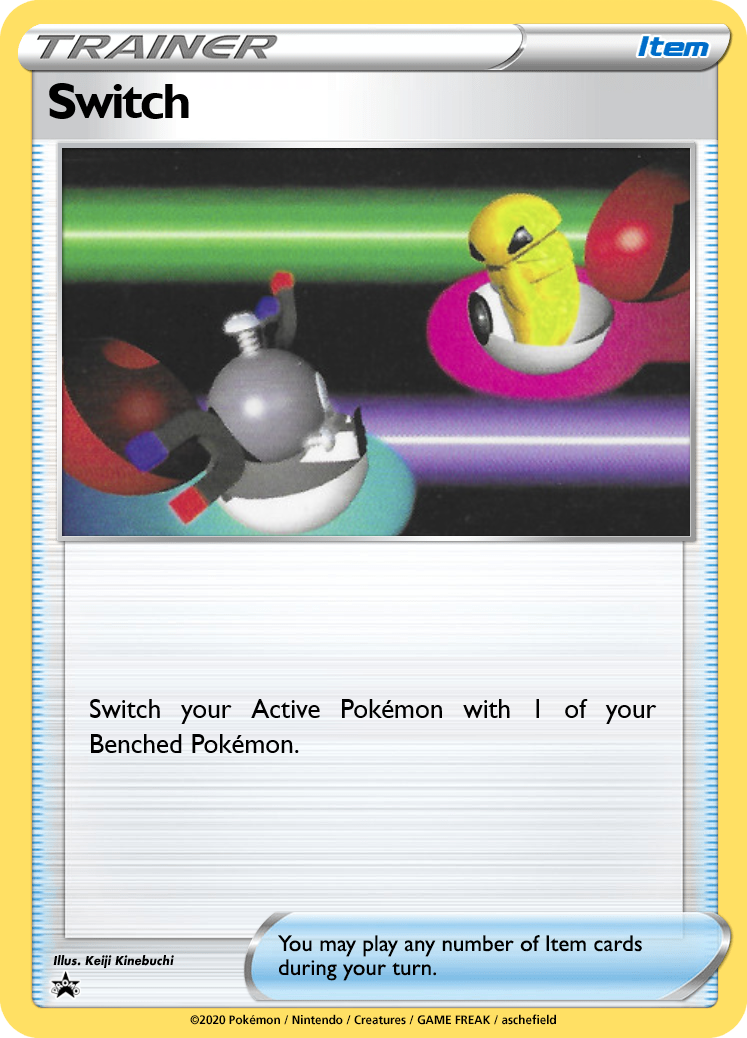 TRAINER
Item
Switch
Switch your Active Pokémon with 1 of your
Benched Pokémon.
Illus. Keiji Kinebuchi
You may play any number of Item cards
during your turn.
©2020 Pokémon / Nintendo / Creatures / GAME FREAK / aschefield